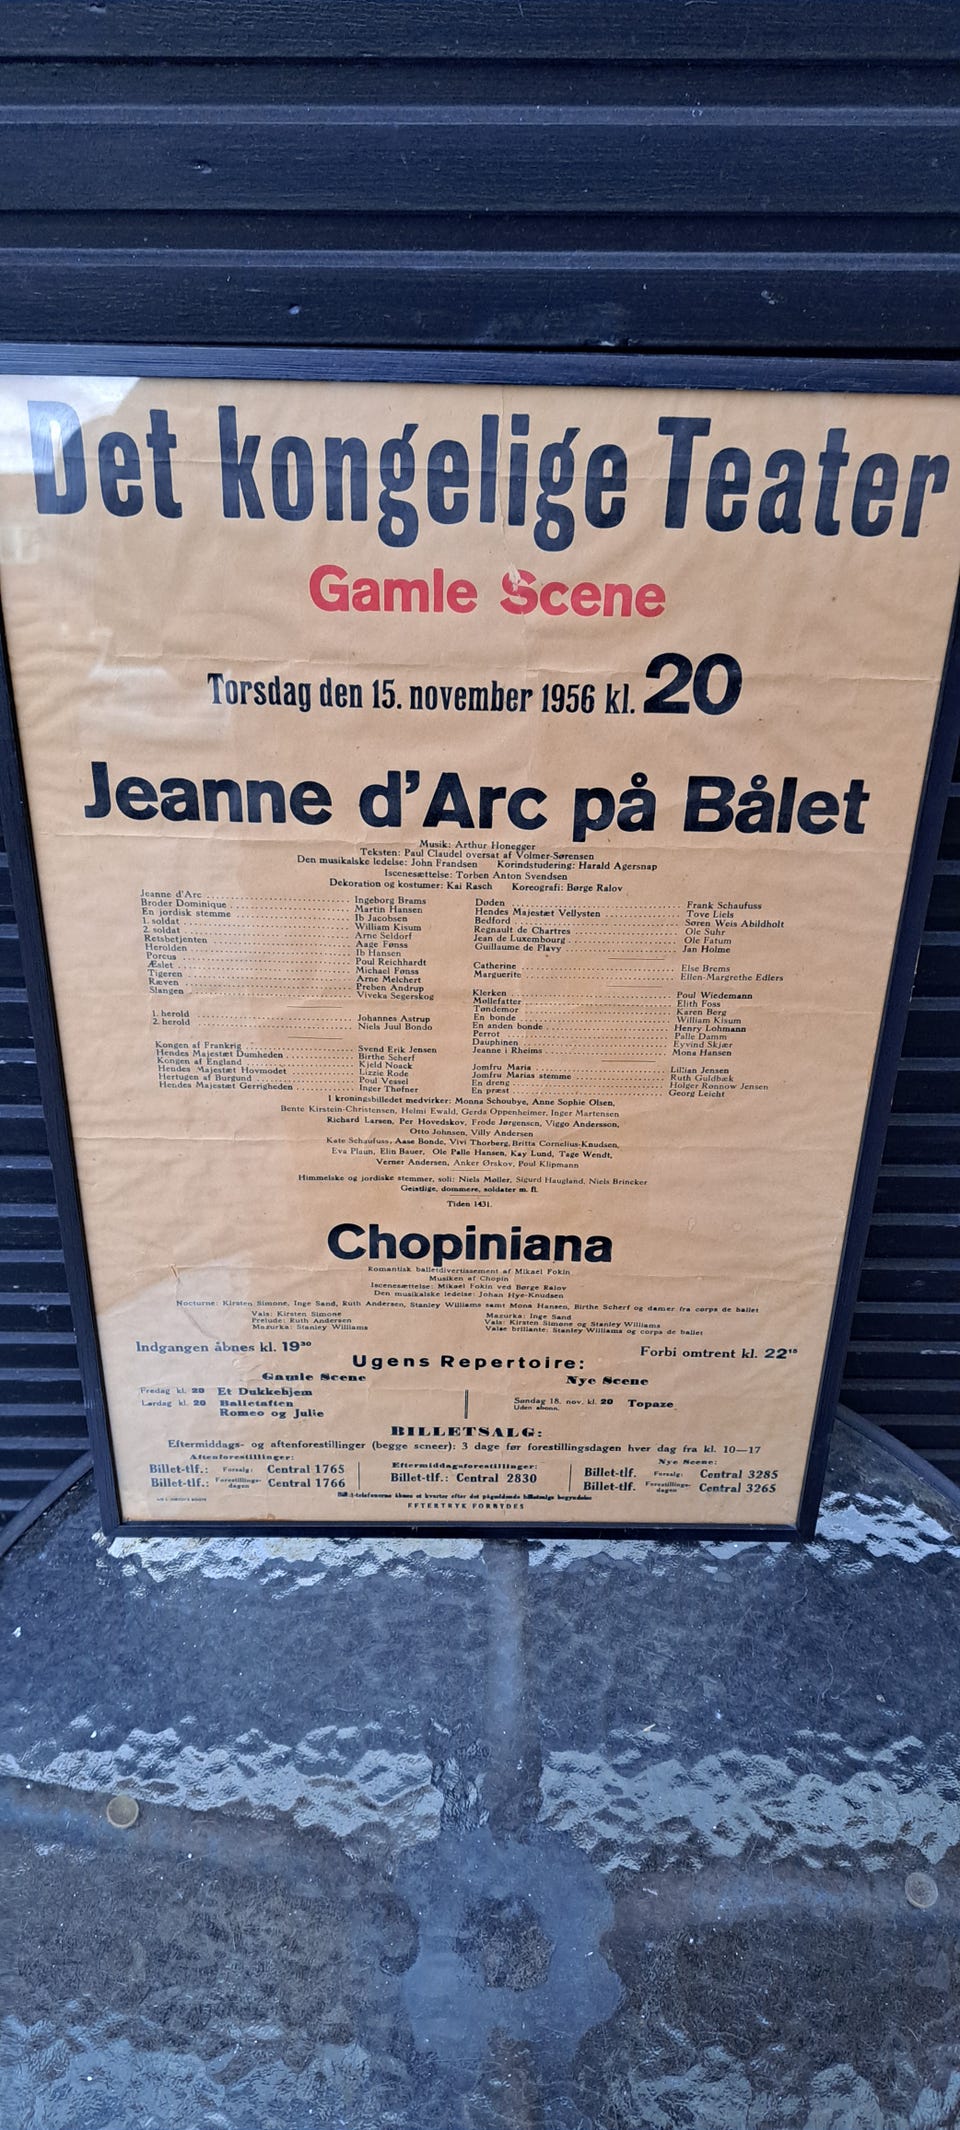 Det kongelige Teater
Gamle Scene
Torsdag den 15. november 1956 kl. 20
Jeanne d'Arc på Bålet
Musik: Arthur Honegger
Teksten: Paul Claudel oversat af Volmer-Sørensen
Den musikalske ledelse: John Frandsen Korindstudering: Harald Agersnap
Iscenesættelse: Torben Anton Svendsen
Dekoration og kostumer: Kai Rasch Koreografi: Børge Ralov
Jeanne d'Arc ... Ingeborg Brams
Broder Dominique ... Martin Hansen
En jordisk stemme ... Ib Jacobsen
1. soldat ... William Kisum
2. soldat ... Arne Seldorf
Retsbetjenten ... Aage Fønss
Herolden ... Ib Hansen
Porcus ... Poul Reichhardt
Æslet ... Michael Fønss
Tigeren ... Arne Melchert
Ræven ... Preben Andrup
Slangen ... Viveka Segerskog
1. herold ... Johannes Astrup
2. herold ... Niels Juul Bondo
Kongen af Frankrig ... Svend Erik Jensen
Hendes Majestæt Dumheden ... Birthe Scherf
Kongen af England ... Kjeld Noack
Hendes Majestæt Hovmodet ... Lizzie Rode
Hertugen af Burgund ... Poul Vessel
Hendes Majestæt Gerrigheden ... Inger Thøfner
Døden ... Frank Schaufuss
Hendes Majestæt Vellysten ... Tove Liels
Bedford ... Søren Weis Abildholt
Regnault de Chartres ... Ole Suhr
Jean de Luxembourg ... Ole Fatum
Guillaume de Flavy ... Jan Holme
Catherine ... Else Brems
Marguerite ... Ellen-Margrethe Edlers
Klerken ... Poul Wiedemann
Møllefatter ... Elith Foss
Tøndemor ... Karen Berg
En bonde ... William Kisum
En anden bonde ... Henry Lohmann
Perrot ... Palle Damm
Dauphinen ... Eyvind Skjær
Jeanne i Rheims ... Mona Hansen
Jomfru Maria ... Lillian Jensen
Jomfru Marias stemme ... Ruth Guldbæk
En dreng ... Holger Rønnow Jensen
En præst ... Georg Leicht
I kroningsbilledet medvirker: Monna Schoubye, Anne Sophie Olsen,
Bente Kirstein-Christensen, Helmi Ewald, Gerda Oppenheimer, Inger Martensen
Richard Larsen, Per Hovedskov, Frode Jørgensen, Viggo Andersson,
Otto Johnsen, Villy Andersen
Kate Schaufuss, Aase Bonde, Vivi Thorberg, Britta Cornelius-Knudsen,
Eva Plaun, Elin Bauer, Ole Palle Hansen, Kay Lund, Tage Wendt,
Verner Andersen, Anker Ørskov, Poul Klipmann
Himmelske og jordiske stemmer, soli: Niels Møller, Sigurd Haugland, Niels Brincker
Geistlige, dommere, soldater m. fl.
Tiden 1431.
Chopiniana
Romantisk balletdivertissement af Mikael Fokin
Musiken af Chopin
Iscenesættelse: Mikael Fokin ved Børge Ralov
Den musikalske ledelse: Johan Hye-Knudsen
Nocturne: Kirsten Simone, Inge Sand, Ruth Andersen, Stanley Williams samt Mona Hansen, Birthe Scherf og damer fra corps de ballet
Vals: Kirsten Simone
Prelude: Ruth Andersen
Mazurka: Stanley Williams
Mazurka: Inge Sand
Vals: Kirsten Simone og Stanley Williams
Valse brillante: Stanley Williams og corps de ballet
Indgangen åbnes kl. 19³⁰
Forbi omtrent kl. 22¹⁵
Ugens Repertoire:
Gamle Scene
Fredag kl. 20 Et Dukkehjem
Lørdag kl. 20 Balletaften
Romeo og Julie
Nye Scene
Søndag 18. nov. kl. 20 Topaze
Uden abonn.
BILLETSALG:
Eftermiddags- og aftenforestillinger (begge scneer): 3 dage før forestillingsdagen hver dag fra kl. 10—17
Aftenforestillinger:
Billet-tlf.: Forsalg: Central 1765
Billet-tlf.: Forestillings-dagen Central 1766
Eftermiddagsforestillinger:
Billet-tlf.: Central 2830
Nye Scene:
Billet-tlf. Forsalg: Central 3285
Billet-tlf. Forestillings-dagen Central 3265
EFTERTRYK FORBYDES